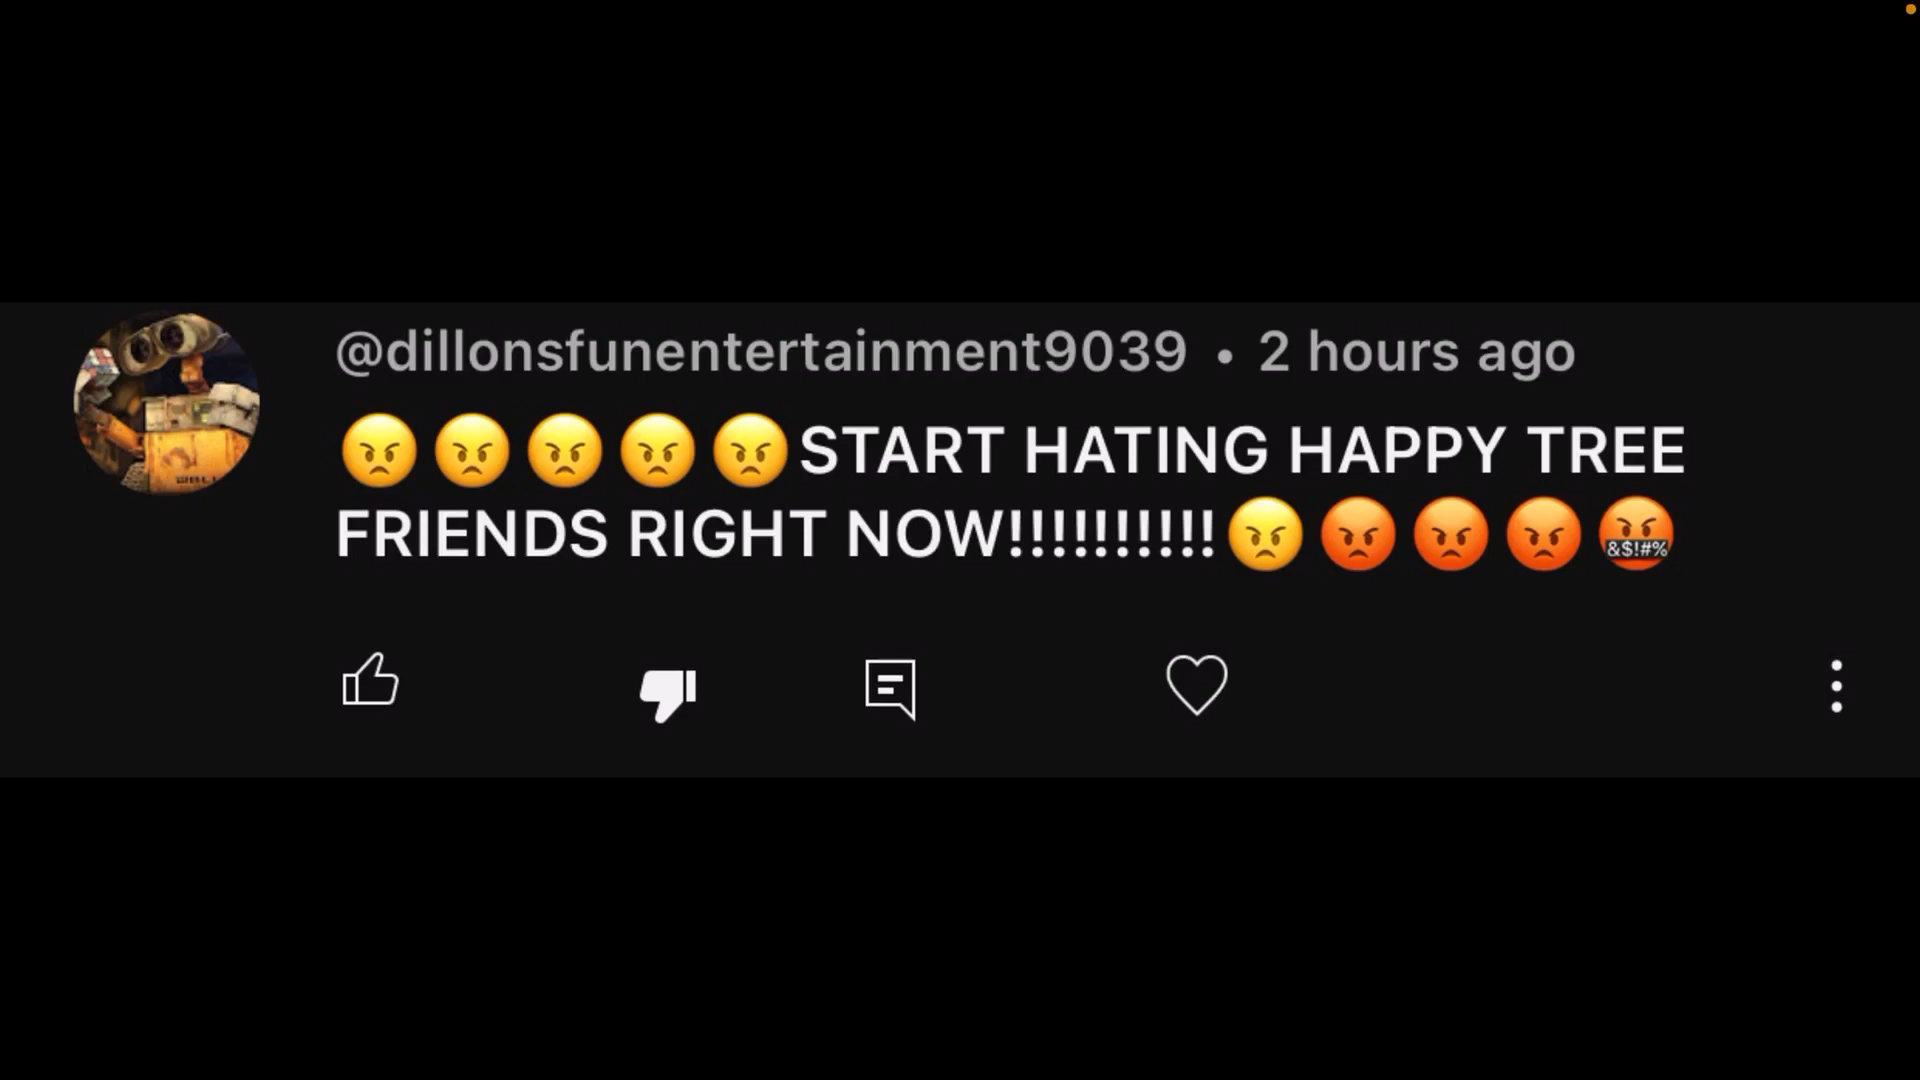 @dillonsfunentertainment9039 • 2 hours ago
😠😠😠😠😠START HATING HAPPY TREE
FRIENDS RIGHT NOW!!!!!!!!!!😠😡😡😡🤬